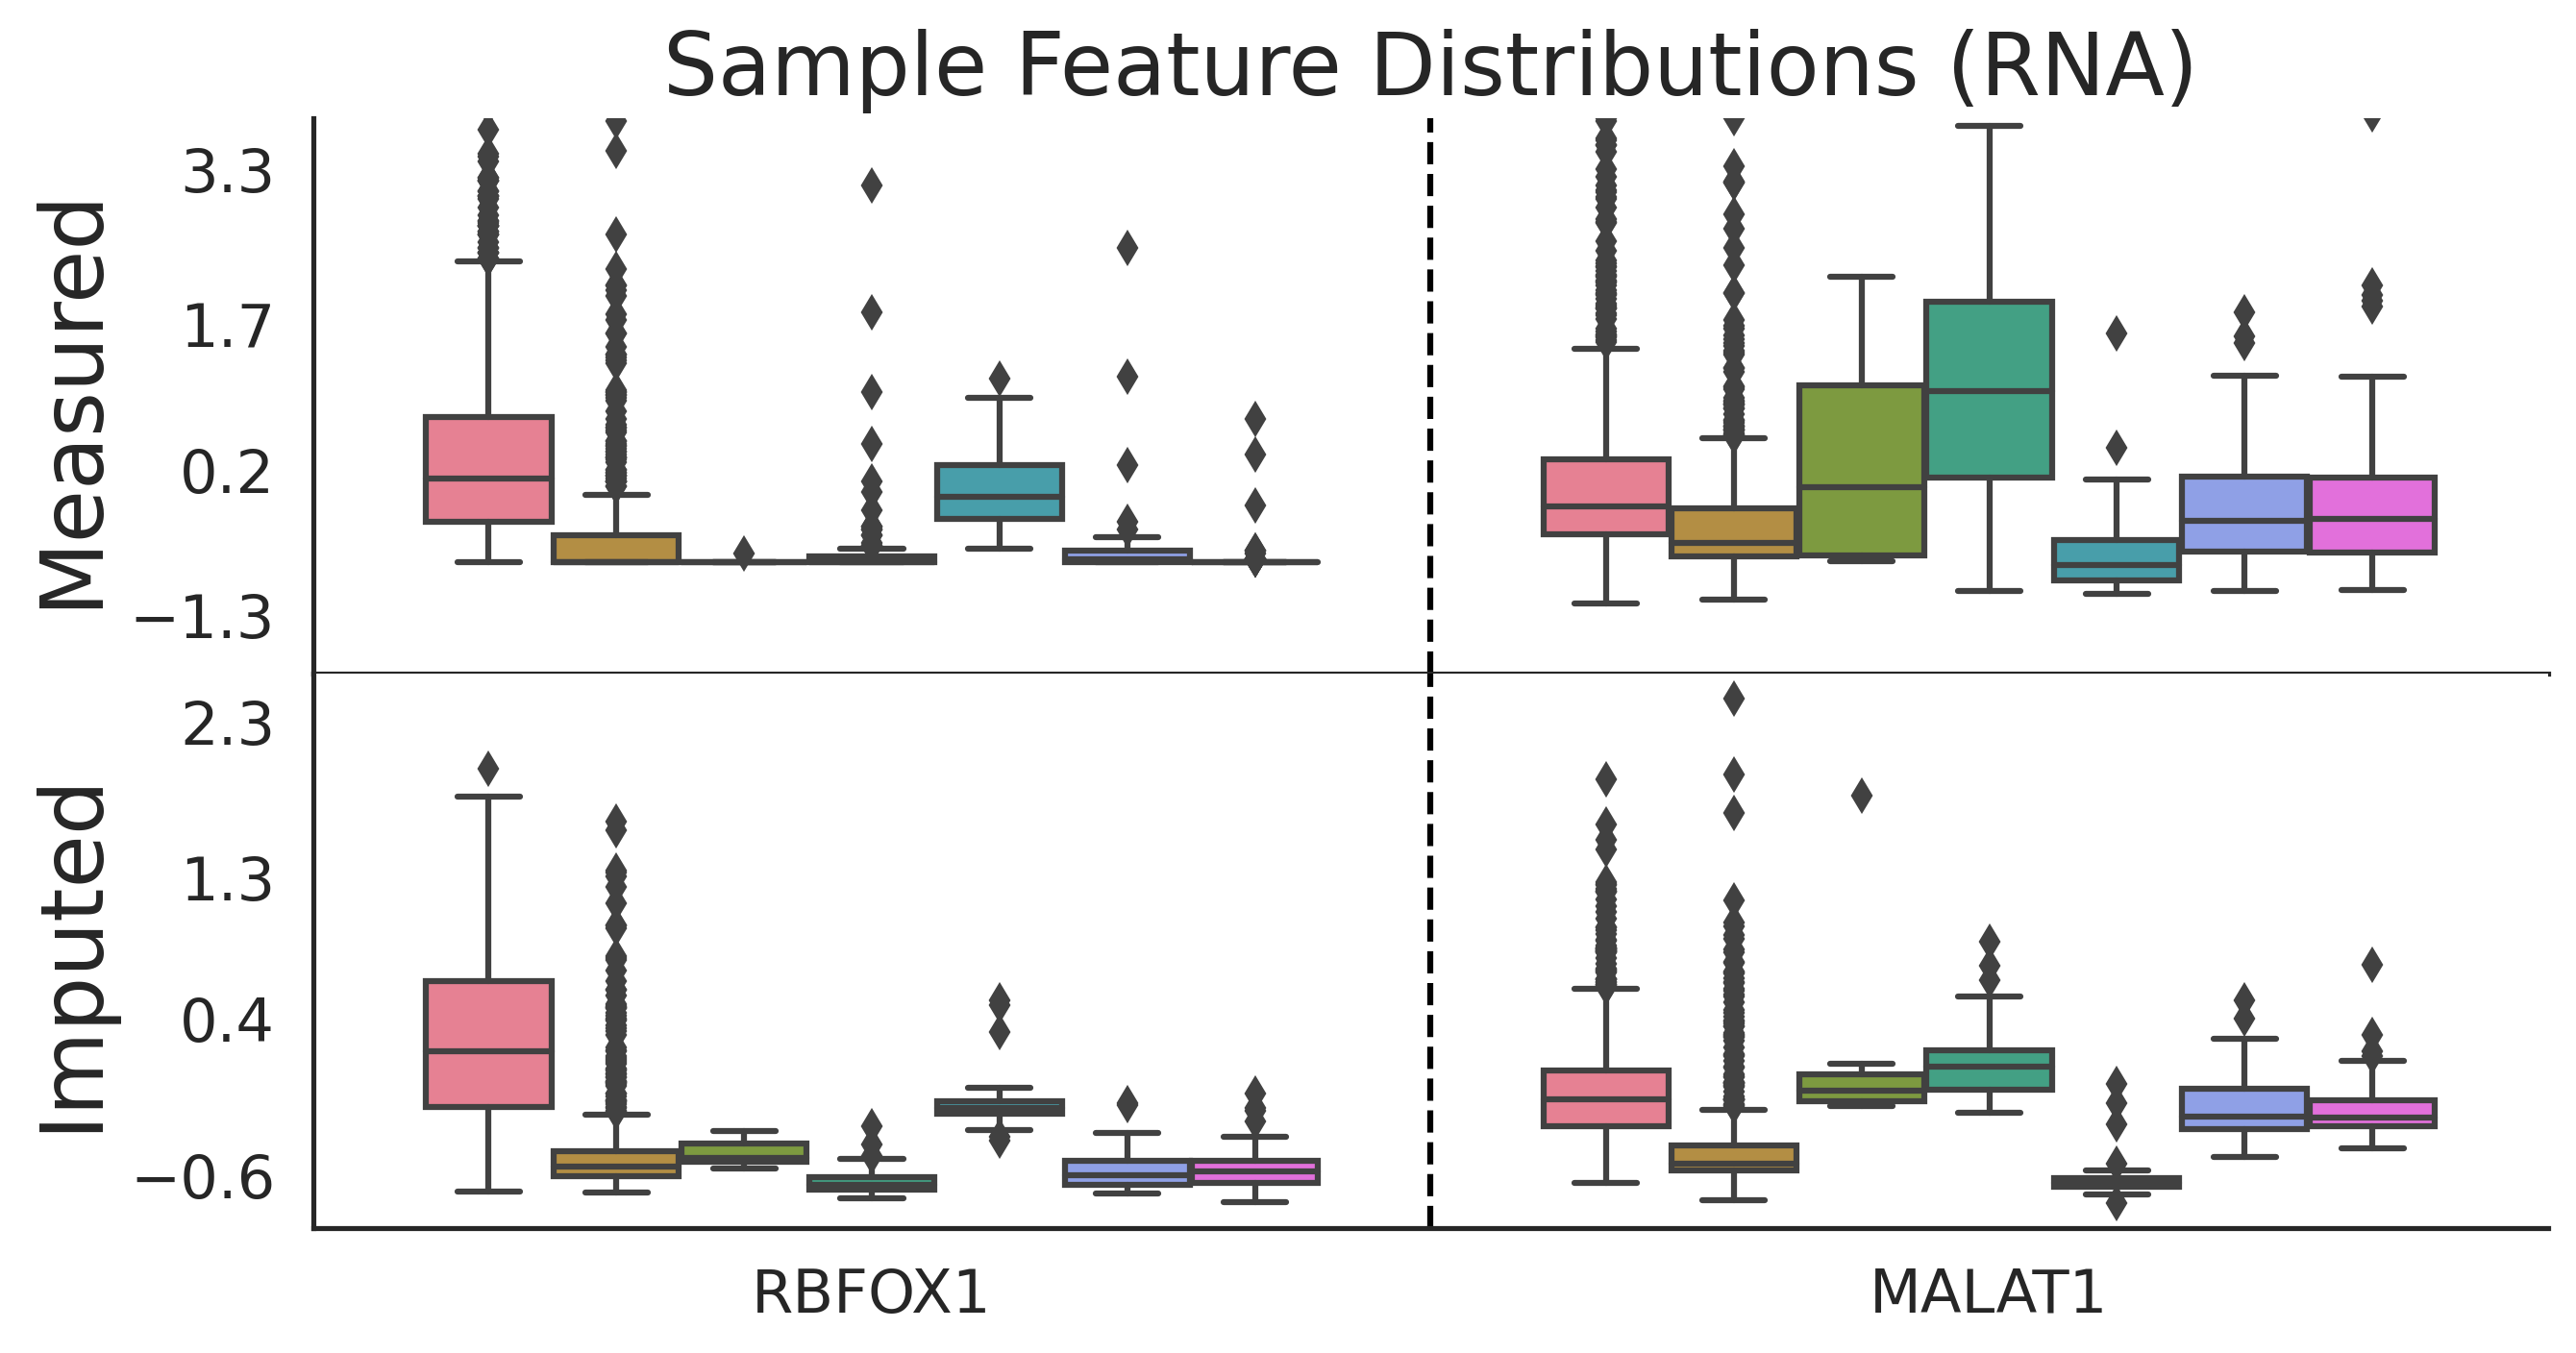 Sample Feature Distributions (RNA)
Measured
3.3
1.7
0.2
−1.3
Imputed
2.3
1.3
0.4
−0.6
RBFOX1
MALAT1